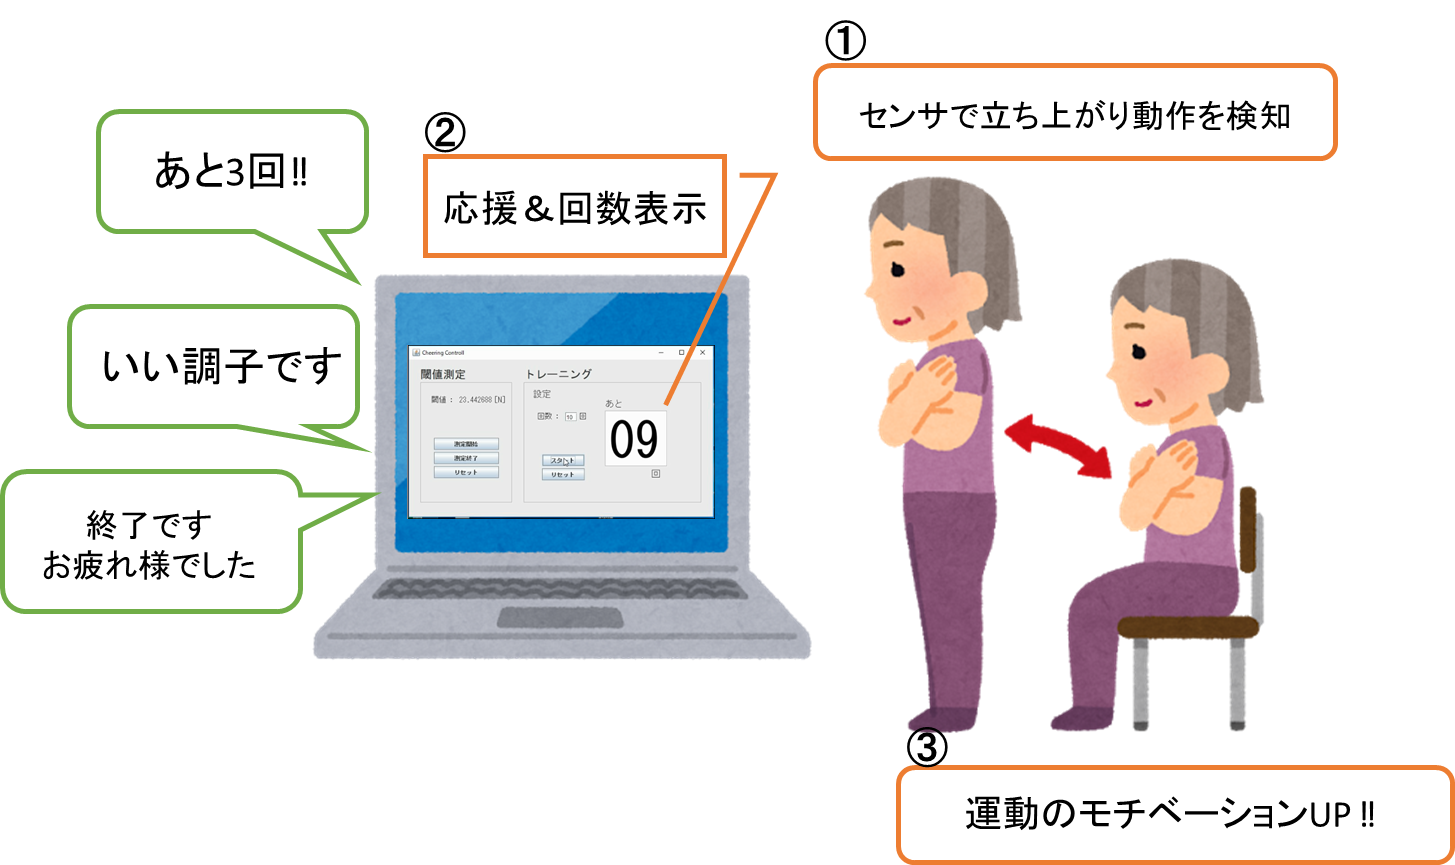 ①
センサで立ち上がり動作を検知
②
応援＆回数表示
あと3回!!
いい調子です
終了です
お疲れ様でした
Cheering Controll
閾値測定
閾値： 23.442688[N]
測定開始
測定終了
リセット
トレーニング
設定
回数： 10 回
スタート
リセット
あと
09
回
③
運動のモチベーションUP!!